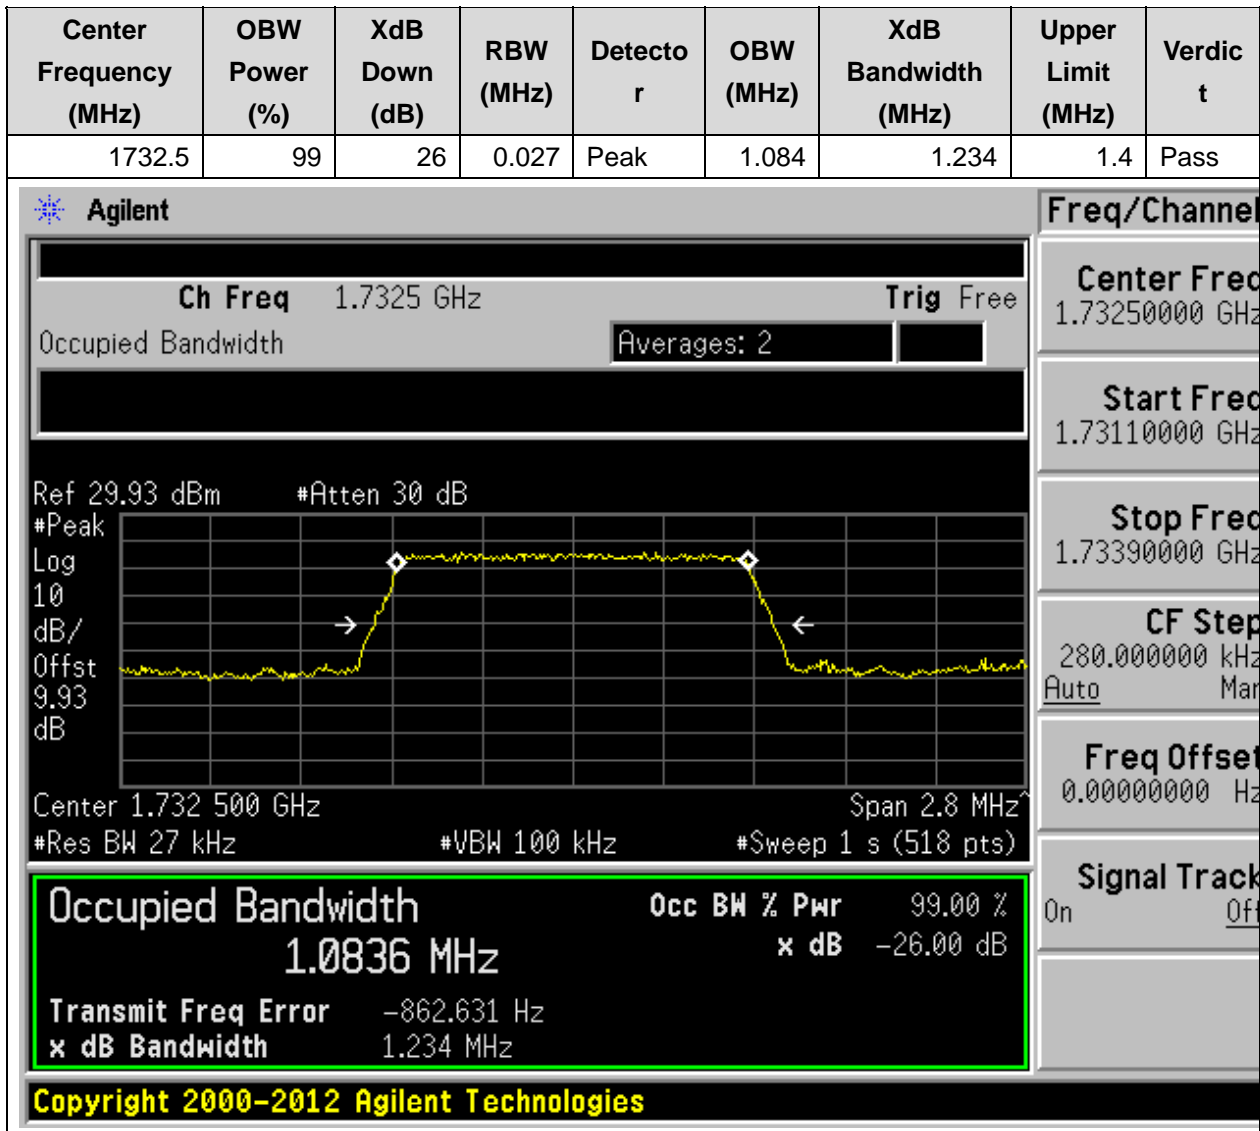 Center Frequency (MHz) OBW Power (%) XdB Down (dB) RBW (MHz) Detecto r OBW (MHz) XdB Bandwidth (MHz) Upper Limit (MHz) Verdic t
1732.5 99 26 0.027 Peak 1.084 1.234 1.4 Pass
Agilent
Freq/Channel
Ch Freq 1.7325 GHz Trig Free
Occupied Bandwidth Averages: 2
Ref 29.93 dBm #Atten 30 dB
#Peak
Log
10
dB/
Offst
9.93
dB
Center 1.732 500 GHz Span 2.8 MHz^
#Res BW 27 kHz #VBW 100 kHz #Sweep 1 s (518 pts)
Occupied Bandwidth Occ BW % Pwr 99.00 %
1.0836 MHz x dB -26.00 dB
Transmit Freq Error -862.631 Hz
x dB Bandwidth 1.234 MHz
Center Freq
1.73250000 GHz
Start Freq
1.73110000 GHz
Stop Freq
1.73390000 GHz
CF Step
280.000000 kHz
Auto Man
Freq Offset
0.00000000 Hz
Signal Track
On Off
Copyright 2000-2012 Agilent Technologies